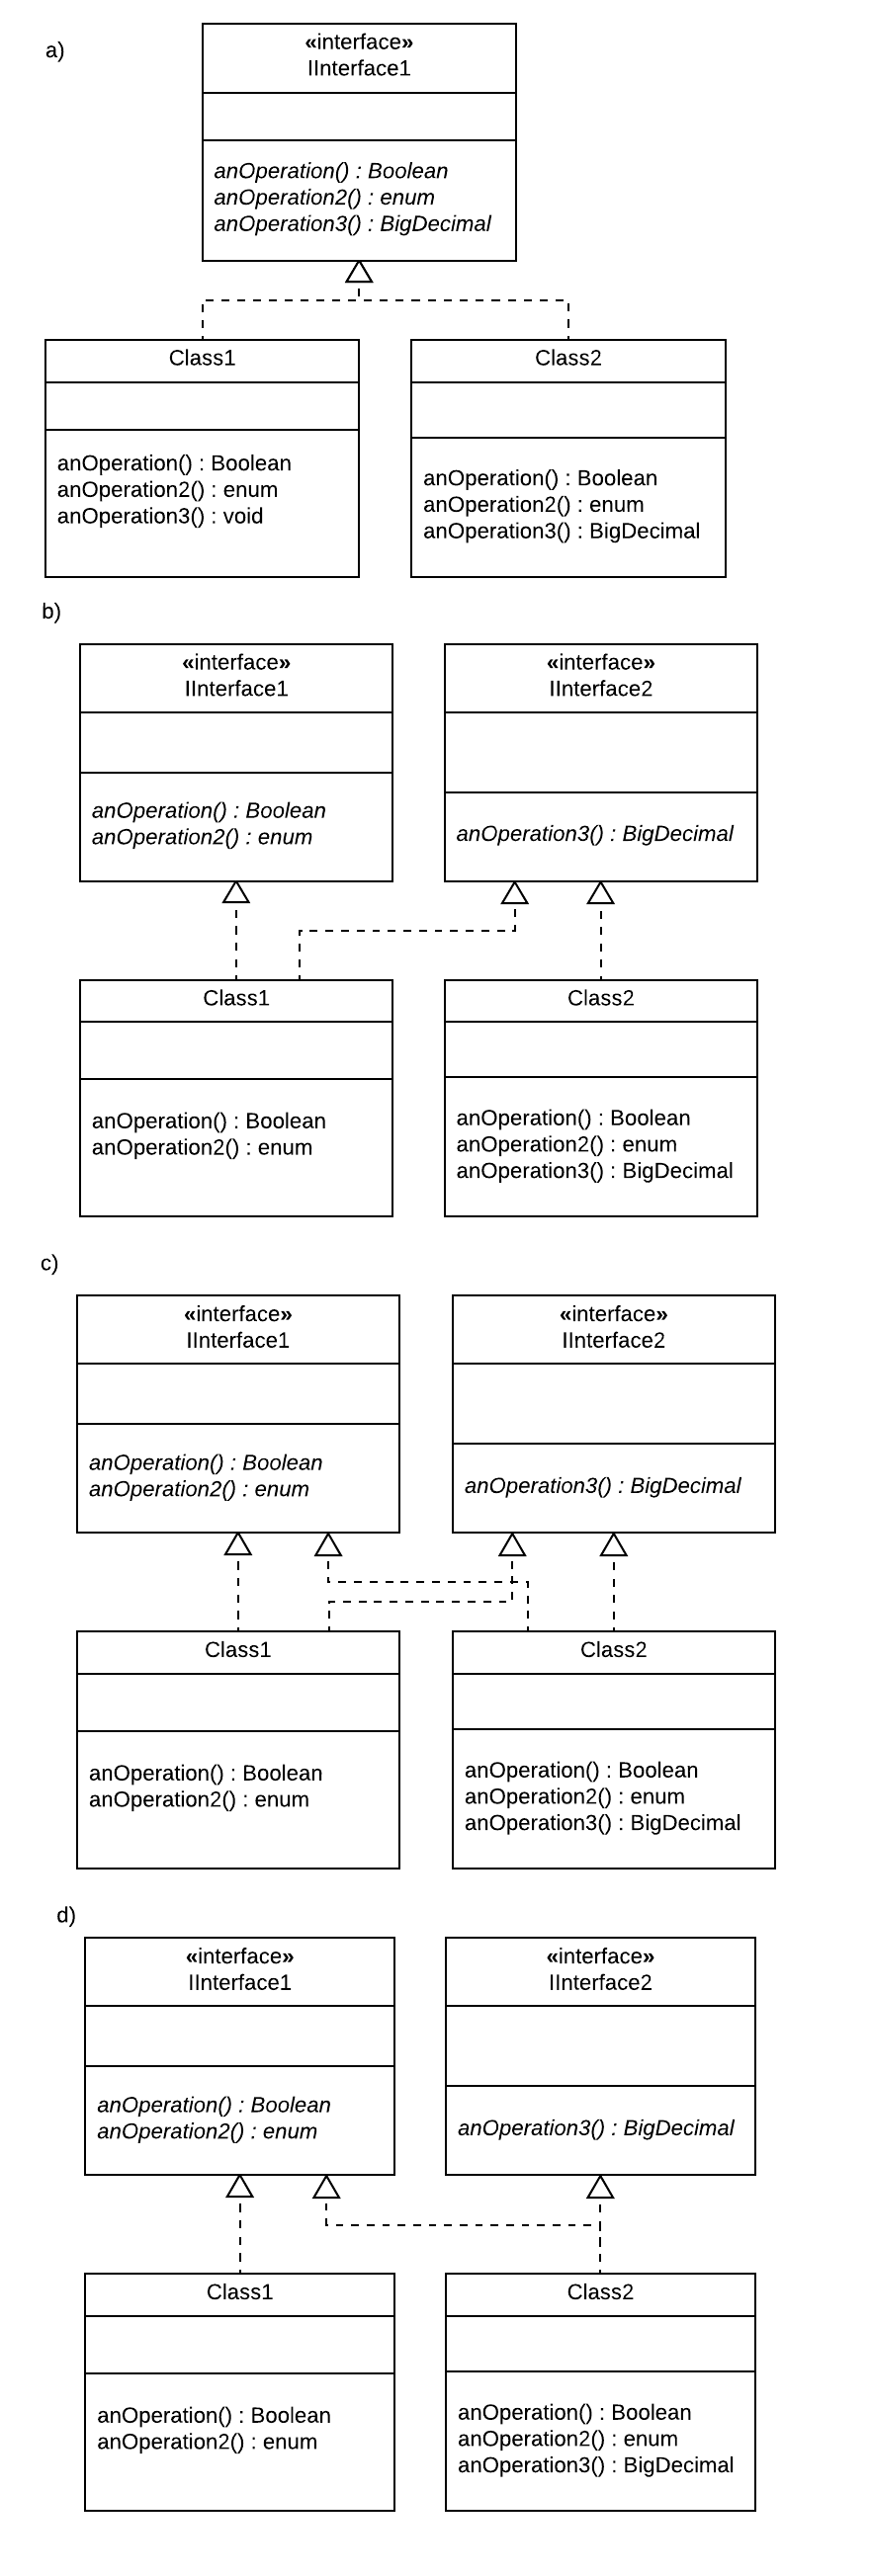 a)
«interface»
IInterface1
anOperation() : Boolean
anOperation2() : enum
anOperation3() : BigDecimal
Class1
anOperation() : Boolean
anOperation2() : enum
anOperation3() : void
Class2
anOperation() : Boolean
anOperation2() : enum
anOperation3() : BigDecimal
b)
«interface»
IInterface1
anOperation() : Boolean
anOperation2() : enum
«interface»
IInterface2
anOperation3() : BigDecimal
Class1
anOperation() : Boolean
anOperation2() : enum
Class2
anOperation() : Boolean
anOperation2() : enum
anOperation3() : BigDecimal
c)
«interface»
IInterface1
anOperation() : Boolean
anOperation2() : enum
«interface»
IInterface2
anOperation3() : BigDecimal
Class1
anOperation() : Boolean
anOperation2() : enum
Class2
anOperation() : Boolean
anOperation2() : enum
anOperation3() : BigDecimal
d)
«interface»
IInterface1
anOperation() : Boolean
anOperation2() : enum
«interface»
IInterface2
anOperation3() : BigDecimal
Class1
anOperation() : Boolean
anOperation2() : enum
Class2
anOperation() : Boolean
anOperation2() : enum
anOperation3() : BigDecimal